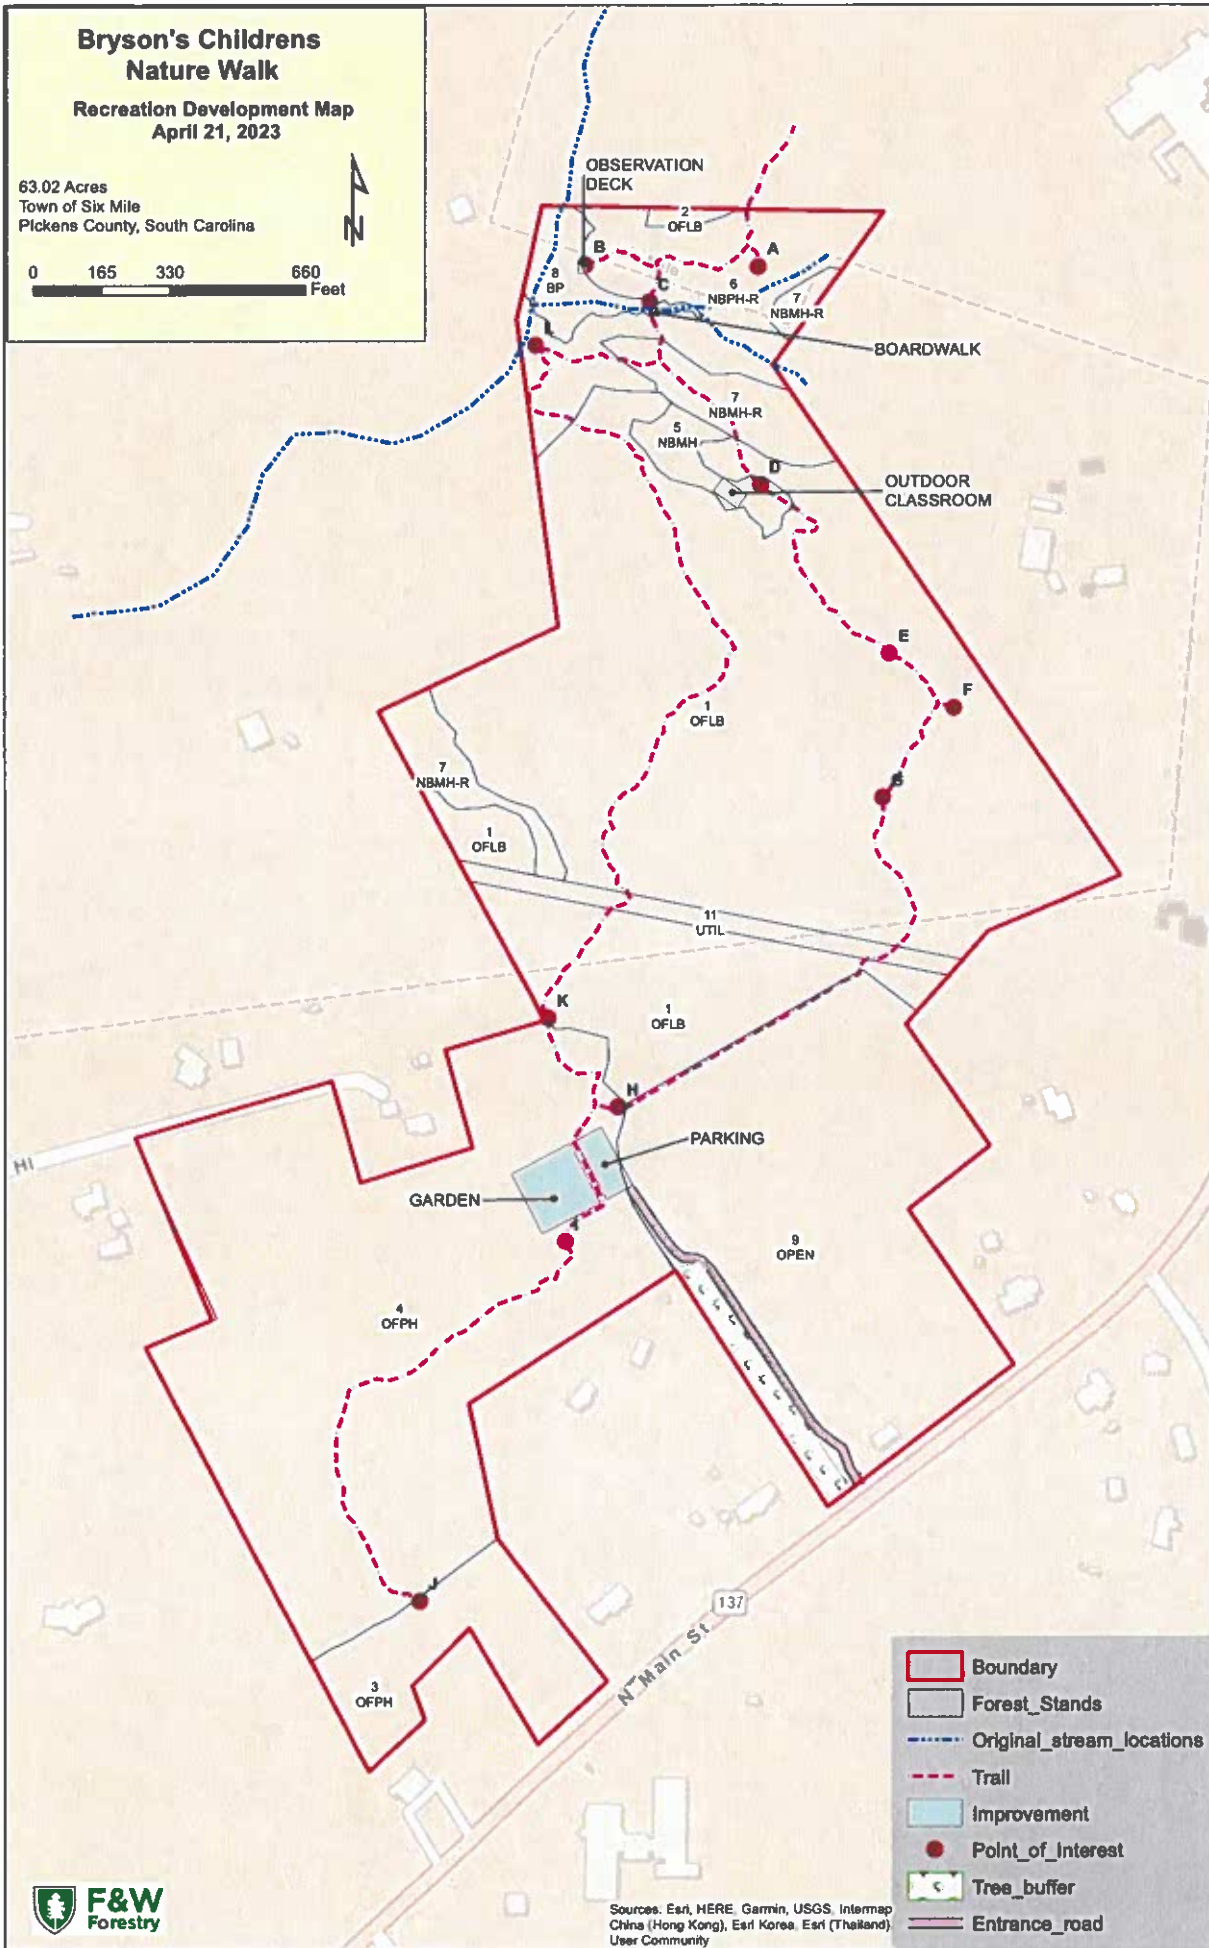 Bryson's Childrens
Nature Walk
Recreation Development Map
April 21, 2023
63.02 Acres
Town of Six Mile
Pickens County, South Carolina
N
0 165 330 660
Feet
OBSERVATION
DECK
2
OFLB
B
A
8
BP
C
6
NBPH-R
7
NBMH-R
BOARDWALK
7
NBMH-R
5
NBMH
D
OUTDOOR
CLASSROOM
E
F
1
OFLB
7
NBMH-R
1
OFLB
11
UTIL
K
1
OFLB
H
PARKING
GARDEN
HI
9
OPEN
4
OFPH
J
3
OFPH
137
N Main St
Boundary
Forest_Stands
Original_stream_locations
Trail
Improvement
Point_of_Interest
Tree_buffer
Entrance_road
F&W
Forestry
Sources: Esri, HERE, Garmin, USGS, Intermap
China (Hong Kong), Esri Korea, Esri (Thailand),
User Community